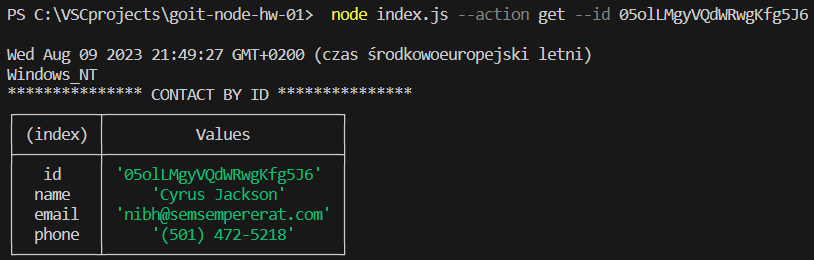 PS C:\VSCprojects\goit-node-hw-01> node index.js --action get --id 05olLMgyVQdWRwgKfg5J6
Wed Aug 09 2023 21:49:27 GMT+0200 (czas środkowoeuropejski letni)
Windows_NT
*************** CONTACT BY ID ***************
(index) Values
id '05olLMgyVQdWRwgKfg5J6'
name 'Cyrus Jackson'
email 'nibh@semsempererat.com'
phone '(501) 472-5218'